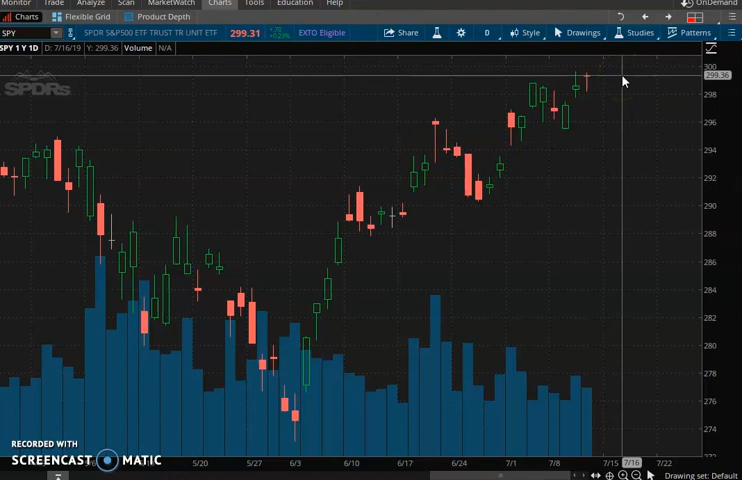 Monitor Trade Analyze Scan MarketWatch Charts Tools Education Help OnDemand
Charts Flexible Grid Product Depth
SPY SPDR S&P500 ETF TRUST TR UNIT ETF 299.31 +.70 +0.23% EXTO Eligible Share D Style Drawings Studies Patterns
SPY 1 Y 1D D: 7/16/19 Y: 299.36 Volume N/A
SPDRs
300
299.36
298
296
294
292
290
288
286
284
282
280
278
276
274
272
RECORDED WITH
SCREENCAST MATIC
5/20 5/27 6/3 6/10 6/17 6/24 7/1 7/8 7/15 7/16 7/22
Drawing set: Default